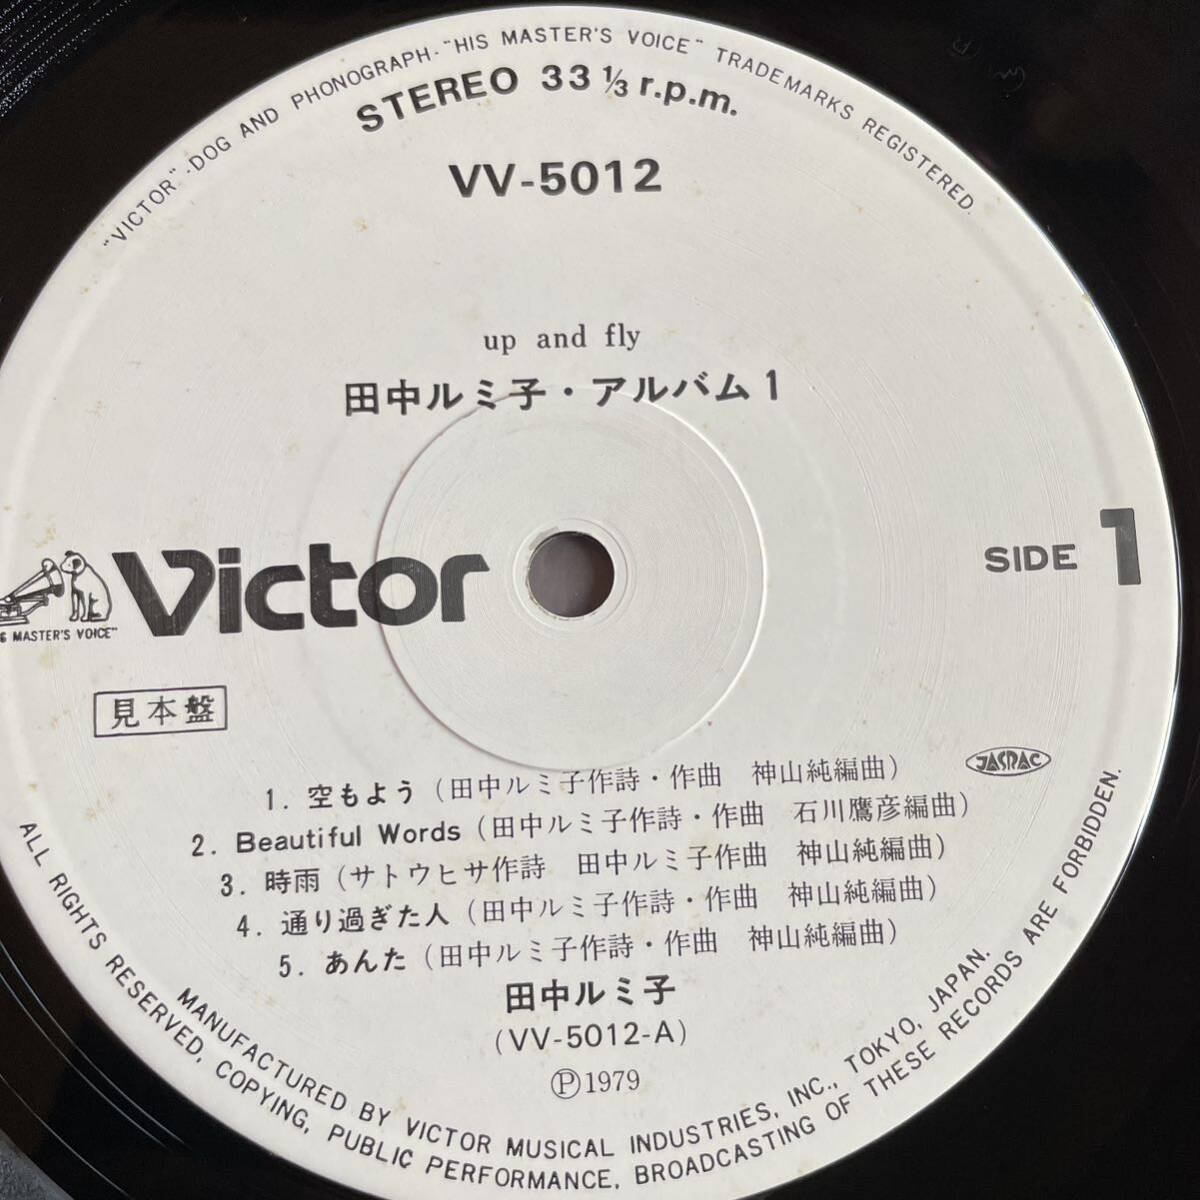 "VICTOR"-DOG AND PHONOGRAPH-"HIS MASTER'S VOICE" TRADEMARKS REGISTERED.
STEREO 33 ⅓ r.p.m.
VV-5012
up and fly
田中ルミ子・アルバム1
SIDE 1
Victor
MASTER'S VOICE"
見本盤
JASRAC
1. 空もよう (田中ルミ子作詩・作曲 神山純編曲)
2. Beautiful Words (田中ルミ子作詩・作曲 石川鷹彦編曲)
3. 時雨 (サトウヒサ作詩 田中ルミ子作曲 神山純編曲)
4. 通り過ぎた人 (田中ルミ子作詩・作曲 神山純編曲)
5. あんた (田中ルミ子作詩・作曲 神山純編曲)
田中ルミ子
(VV-5012-A)
Ⓟ1979
MANUFACTURED BY VICTOR MUSICAL INDUSTRIES, INC., TOKYO, JAPAN.
ALL RIGHTS RESERVED, COPYING, PUBLIC PERFORMANCE, BROADCASTING OF THESE RECORDS ARE FORBIDDEN.